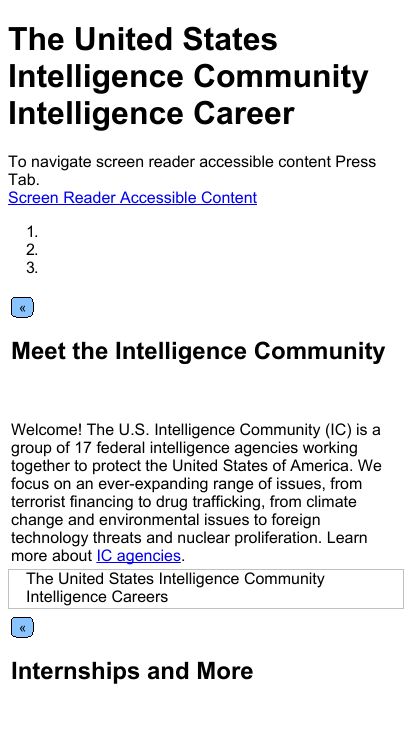 The United States
Intelligence Community
Intelligence Career
To navigate screen reader accessible content Press
Tab.
Screen Reader Accessible Content
1.
2.
3.
«
Meet the Intelligence Community
Welcome! The U.S. Intelligence Community (IC) is a
group of 17 federal intelligence agencies working
together to protect the United States of America. We
focus on an ever-expanding range of issues, from
terrorist financing to drug trafficking, from climate
change and environmental issues to foreign
technology threats and nuclear proliferation. Learn
more about IC agencies.
The United States Intelligence Community
Intelligence Careers
«
Internships and More